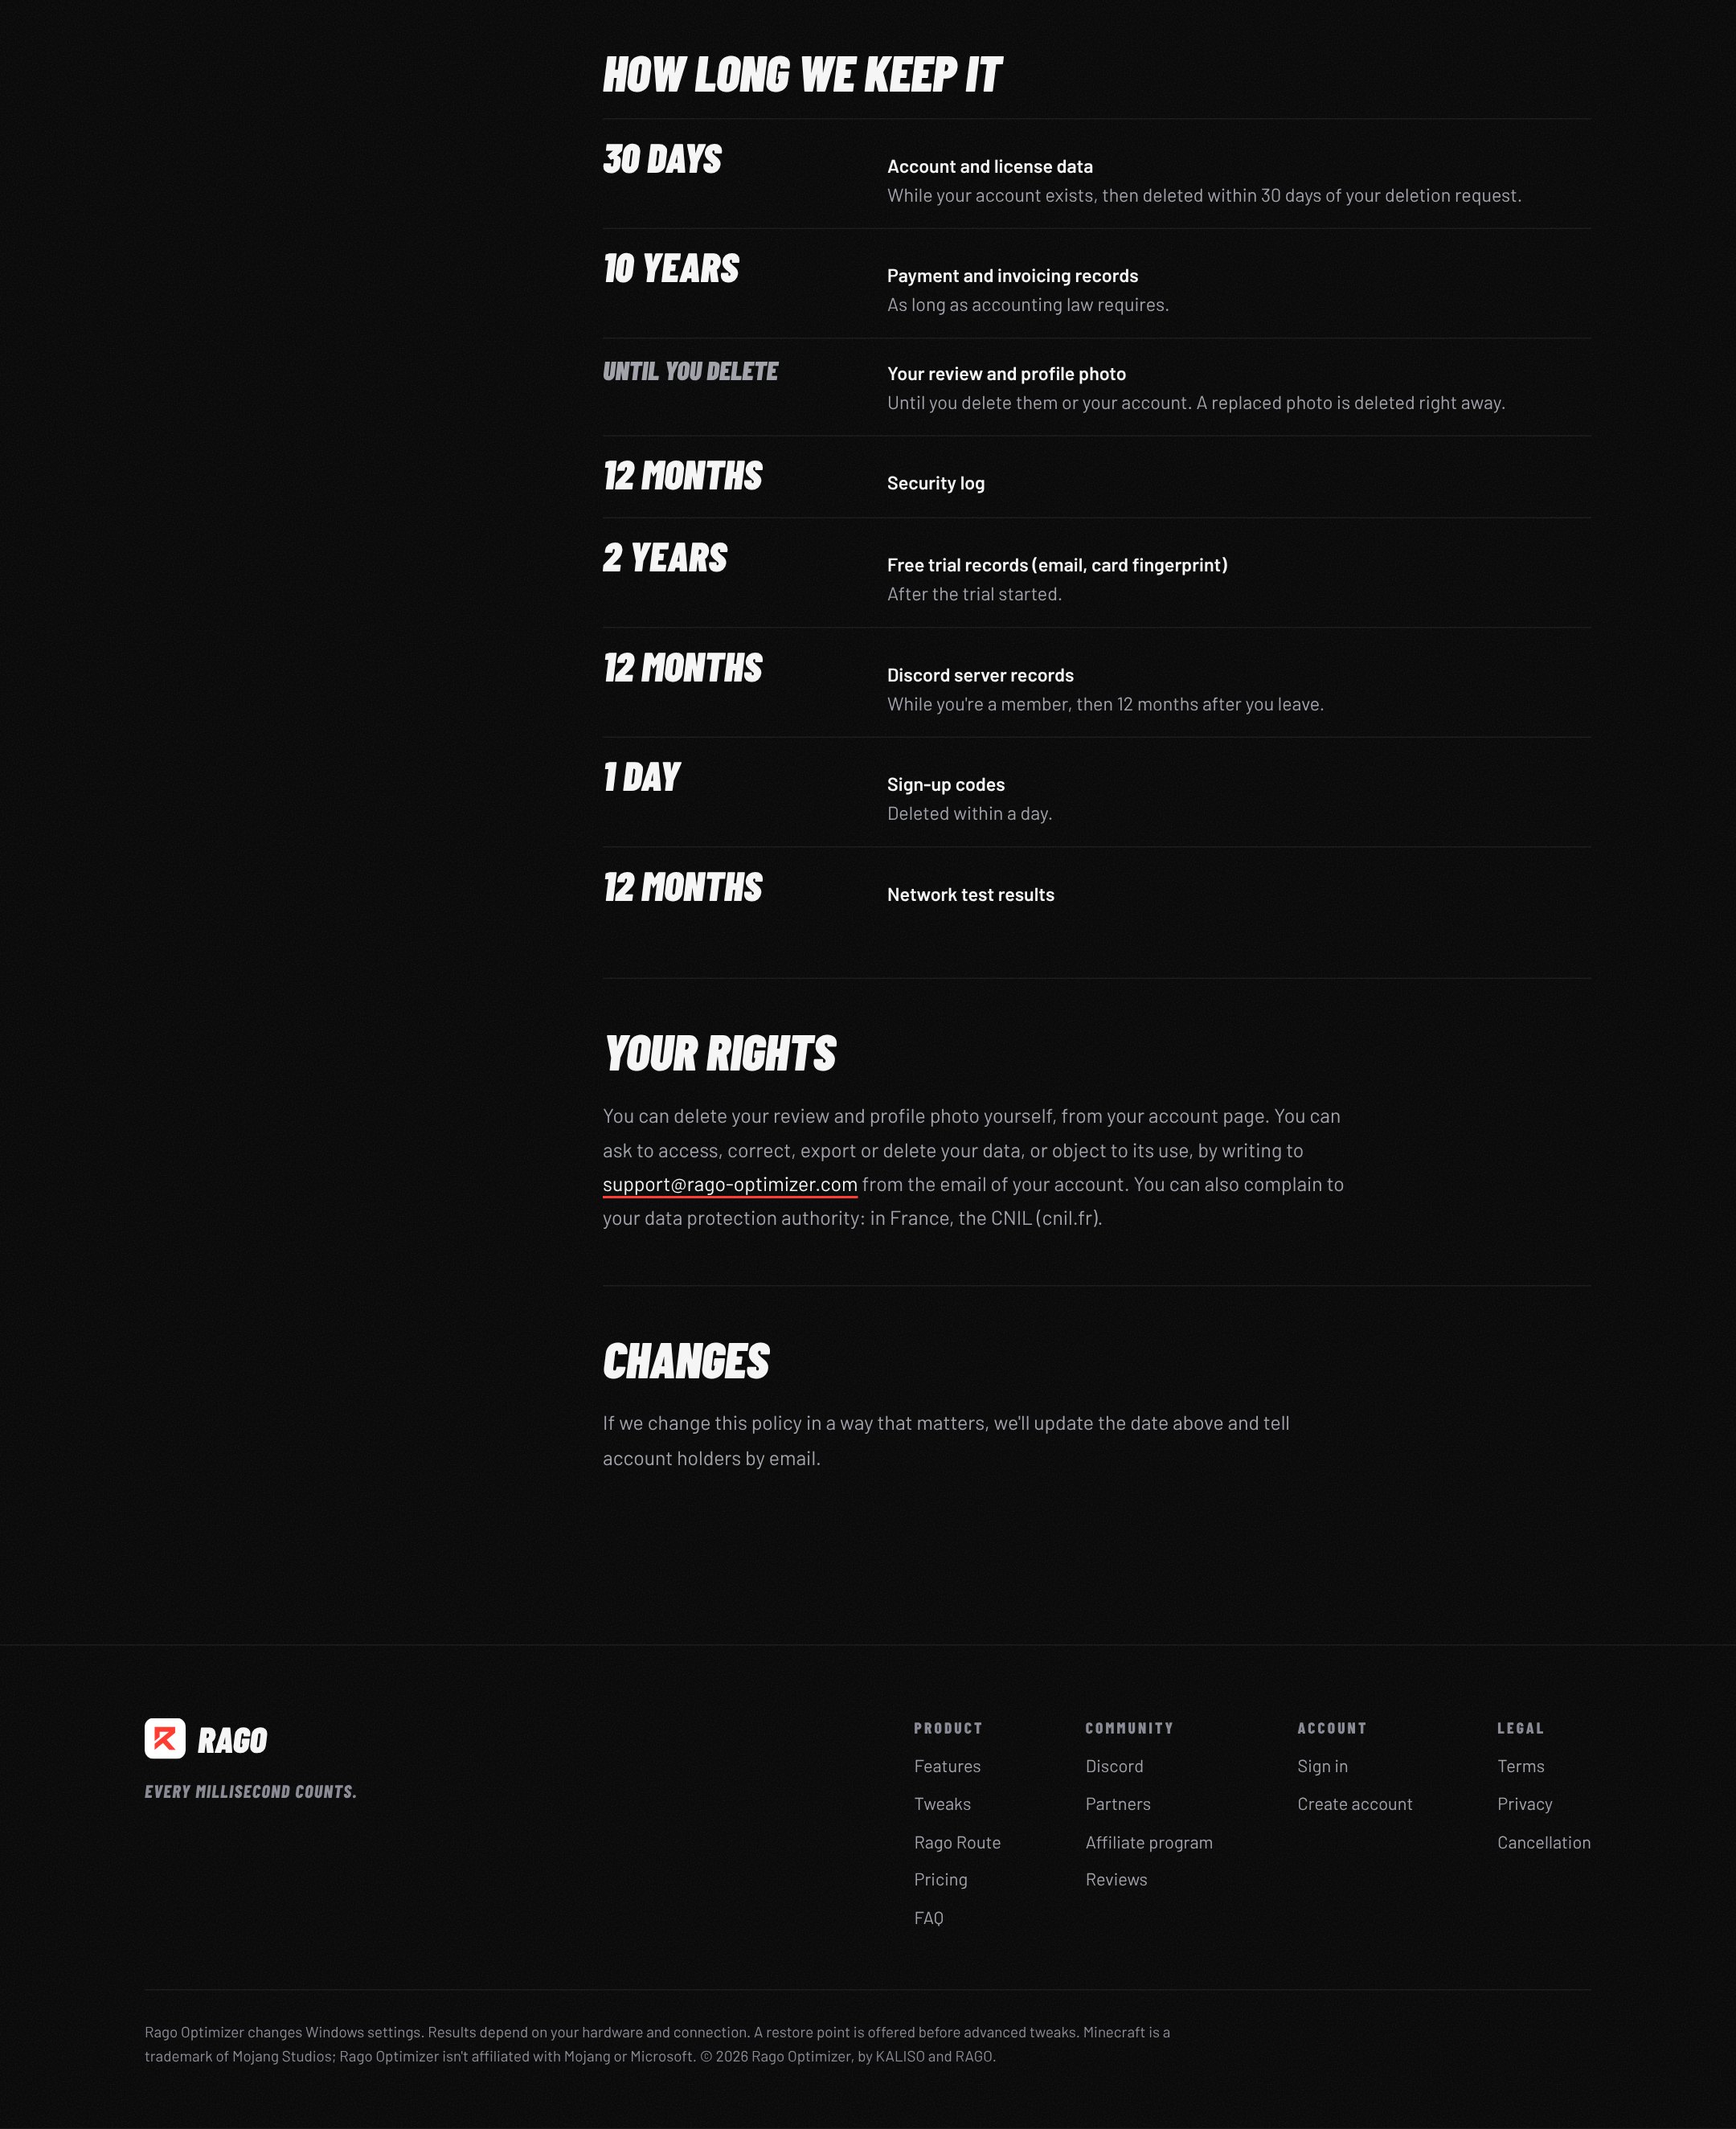 HOW LONG WE KEEP IT
30 DAYS
Account and license data
While your account exists, then deleted within 30 days of your deletion request.
10 YEARS
Payment and invoicing records
As long as accounting law requires.
UNTIL YOU DELETE
Your review and profile photo
Until you delete them or your account. A replaced photo is deleted right away.
12 MONTHS
Security log
2 YEARS
Free trial records (email, card fingerprint)
After the trial started.
12 MONTHS
Discord server records
While you're a member, then 12 months after you leave.
1 DAY
Sign-up codes
Deleted within a day.
12 MONTHS
Network test results
YOUR RIGHTS
You can delete your review and profile photo yourself, from your account page. You can
ask to access, correct, export or delete your data, or object to its use, by writing to
support@rago-optimizer.com from the email of your account. You can also complain to
your data protection authority: in France, the CNIL (cnil.fr).
CHANGES
If we change this policy in a way that matters, we'll update the date above and tell
account holders by email.
RAGO
EVERY MILLISECOND COUNTS.
PRODUCT
Features
Tweaks
Rago Route
Pricing
FAQ
COMMUNITY
Discord
Partners
Affiliate program
Reviews
ACCOUNT
Sign in
Create account
LEGAL
Terms
Privacy
Cancellation
Rago Optimizer changes Windows settings. Results depend on your hardware and connection. A restore point is offered before advanced tweaks. Minecraft is a
trademark of Mojang Studios; Rago Optimizer isn't affiliated with Mojang or Microsoft. © 2026 Rago Optimizer, by KALISO and RAGO.